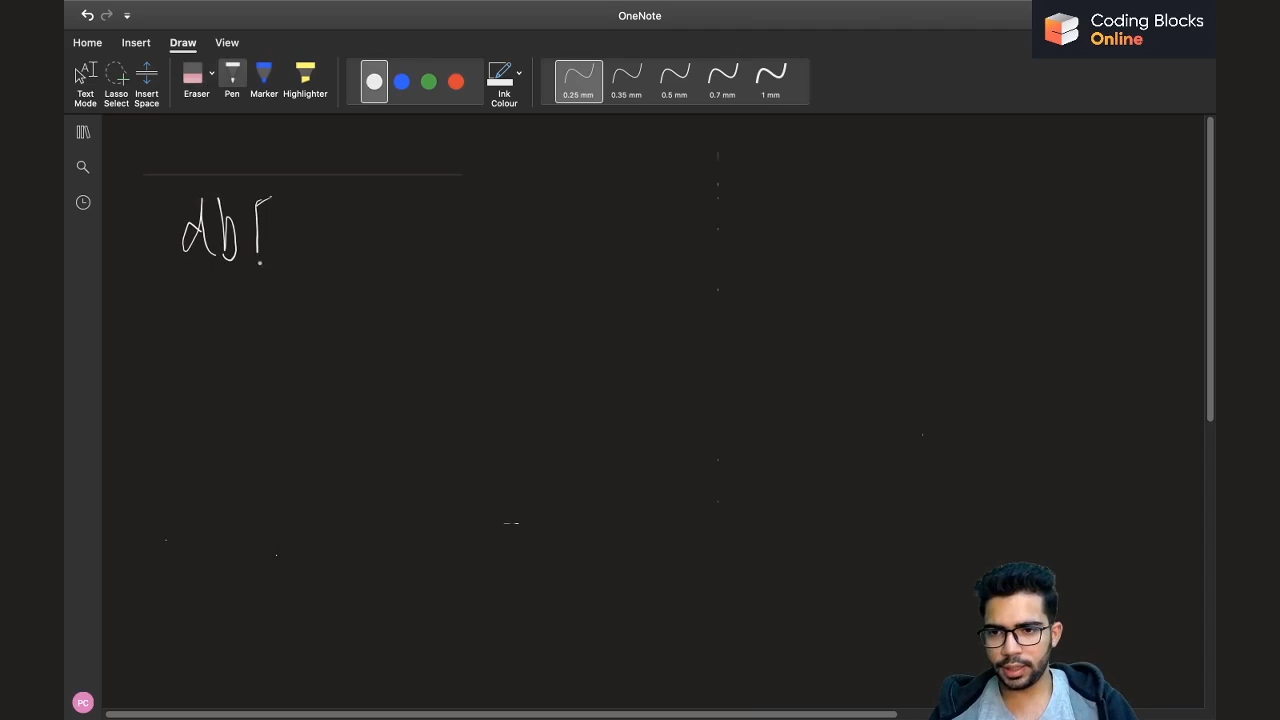 OneNote
Coding Blocks
Online
Home Insert Draw View
Text Mode Lasso Select Insert Space Eraser Pen Marker Highlighter Ink Colour 0.25 mm 0.35 mm 0.5 mm 0.7 mm 1 mm
db[
PC